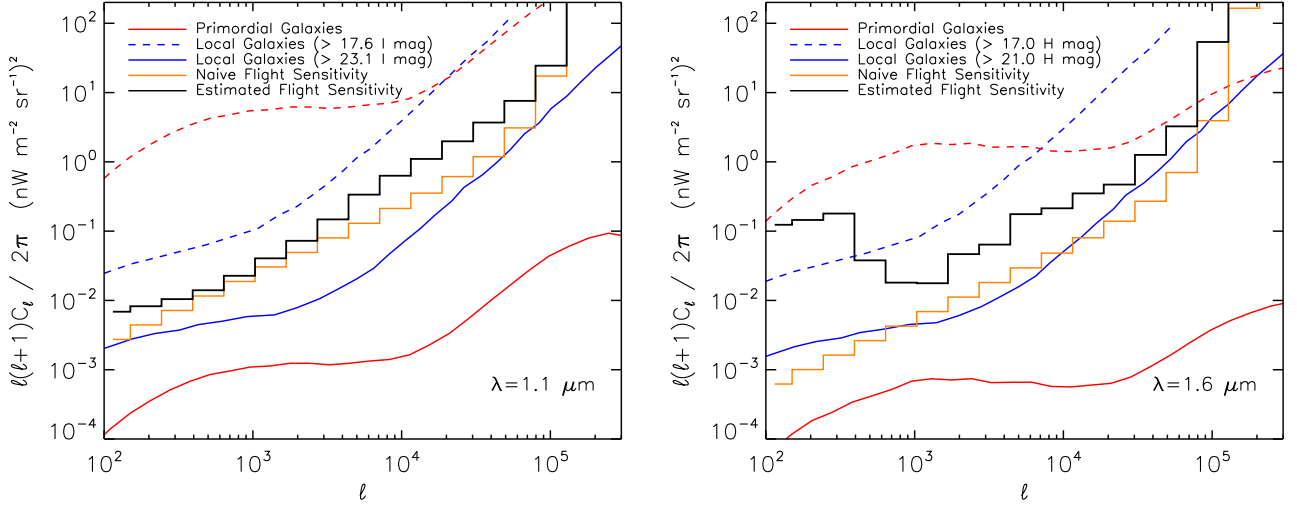 ℓ(ℓ+1)Cℓ / 2π (nW m⁻² sr⁻¹)²
10²
10¹
10⁰
10⁻¹
10⁻²
10⁻³
10⁻⁴
Primordial Galaxies
Local Galaxies (> 17.6 I mag)
Local Galaxies (> 23.1 I mag)
Naive Flight Sensitivity
Estimated Flight Sensitivity
λ=1.1 μm
10² 10³ 10⁴ 10⁵
ℓ
ℓ(ℓ+1)Cℓ / 2π (nW m⁻² sr⁻¹)²
10²
10¹
10⁰
10⁻¹
10⁻²
10⁻³
10⁻⁴
Primordial Galaxies
Local Galaxies (> 17.0 H mag)
Local Galaxies (> 21.0 H mag)
Naive Flight Sensitivity
Estimated Flight Sensitivity
λ=1.6 μm
10² 10³ 10⁴ 10⁵
ℓ